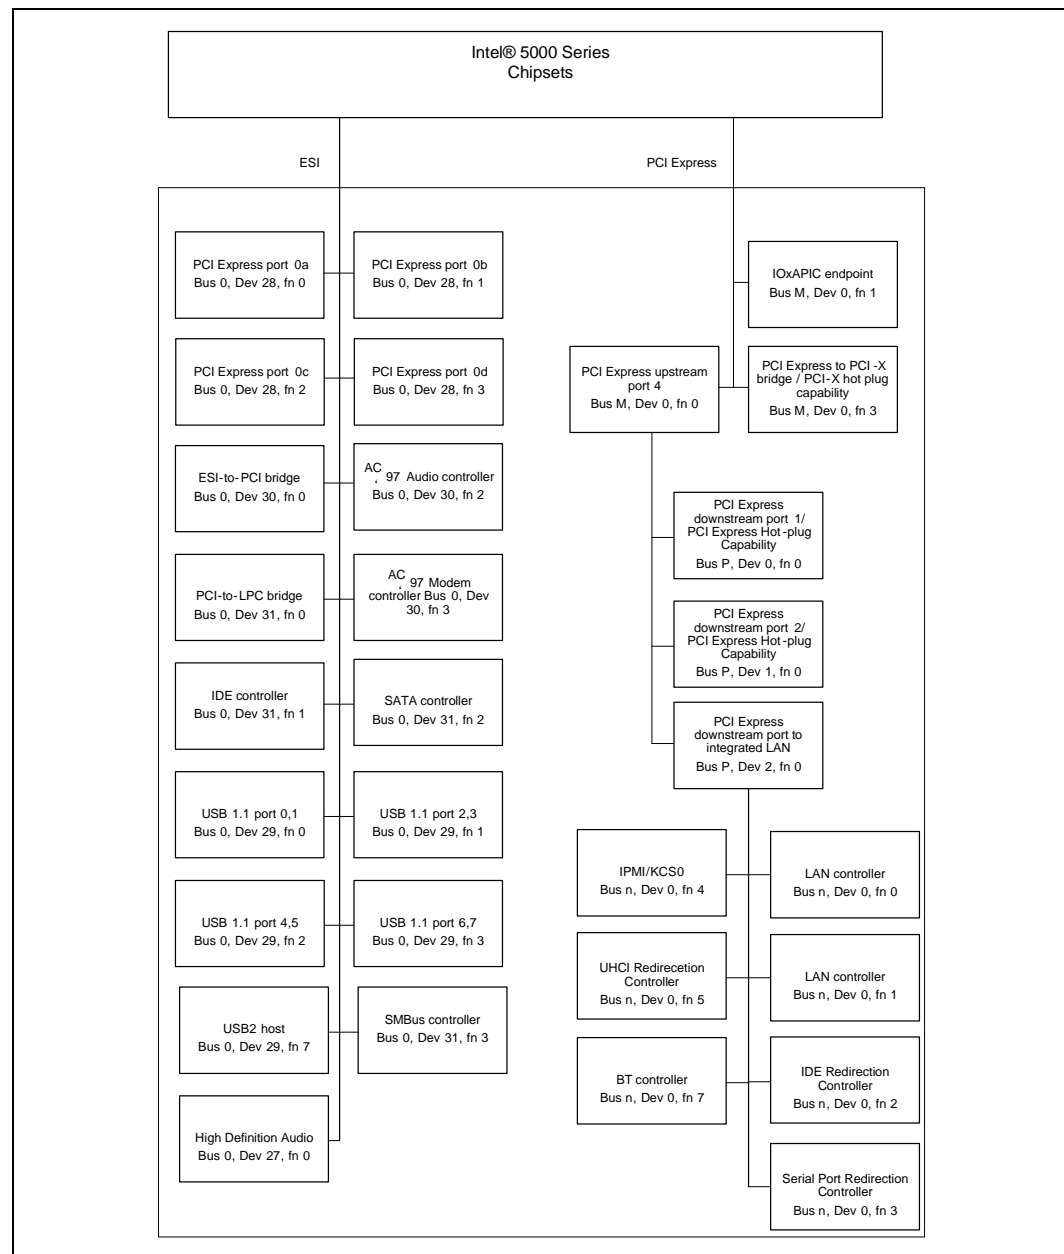 Intel® 5000 Series
Chipsets
ESI
PCI Express
PCI Express port 0a
Bus 0, Dev 28, fn 0
PCI Express port 0b
Bus 0, Dev 28, fn 1
PCI Express port 0c
Bus 0, Dev 28, fn 2
PCI Express port 0d
Bus 0, Dev 28, fn 3
ESI-to-PCI bridge
Bus 0, Dev 30, fn 0
AC ‘ 97 Audio controller
Bus 0, Dev 30, fn 2
PCI-to-LPC bridge
Bus 0, Dev 31, fn 0
AC ‘ 97 Modem
controller Bus 0, Dev
30, fn 3
IDE controller
Bus 0, Dev 31, fn 1
SATA controller
Bus 0, Dev 31, fn 2
USB 1.1 port 0,1
Bus 0, Dev 29, fn 0
USB 1.1 port 2,3
Bus 0, Dev 29, fn 1
USB 1.1 port 4,5
Bus 0, Dev 29, fn 2
USB 1.1 port 6,7
Bus 0, Dev 29, fn 3
USB2 host
Bus 0, Dev 29, fn 7
SMBus controller
Bus 0, Dev 31, fn 3
High Definition Audio
Bus 0, Dev 27, fn 0
IOxAPIC endpoint
Bus M, Dev 0, fn 1
PCI Express upstream
port 4
Bus M, Dev 0, fn 0
PCI Express to PCI-X
bridge / PCI-X hot plug
capability
Bus M, Dev 0, fn 3
PCI Express
downstream port 1/
PCI Express Hot-plug
Capability
Bus P, Dev 0, fn 0
PCI Express
downstream port 2/
PCI Express Hot-plug
Capability
Bus P, Dev 1, fn 0
PCI Express
downstream port to
integrated LAN
Bus P, Dev 2, fn 0
IPMI/KCS0
Bus n, Dev 0, fn 4
LAN controller
Bus n, Dev 0, fn 0
UHCI Redirecetion
Controller
Bus n, Dev 0, fn 5
LAN controller
Bus n, Dev 0, fn 1
BT controller
Bus n, Dev 0, fn 7
IDE Redirection
Controller
Bus n, Dev 0, fn 2
Serial Port Redirection
Controller
Bus n, Dev 0, fn 3